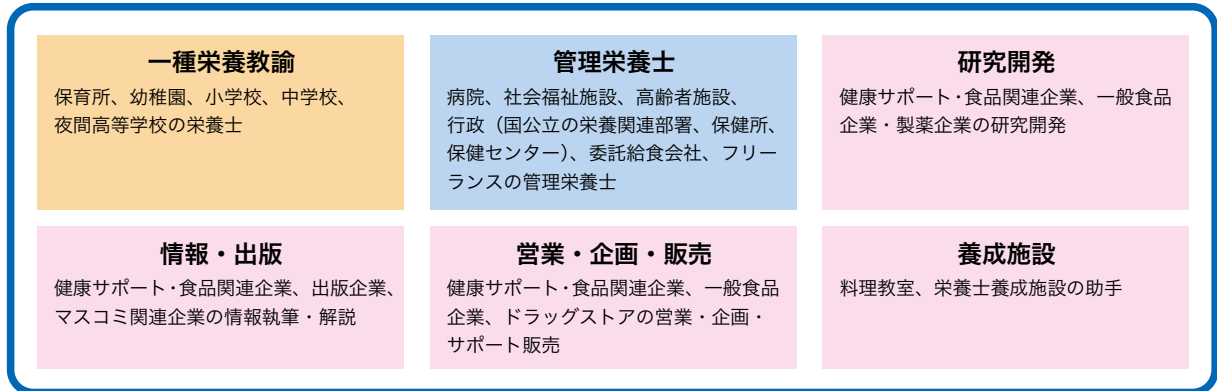 一種栄養教諭
保育所、幼稚園、小学校、中学校、
夜間高等学校の栄養士
管理栄養士
病院、社会福祉施設、高齢者施設、
行政（国公立の栄養関連部署、保健所、
保健センター）、委託給食会社、フリー
ランスの管理栄養士
研究開発
健康サポート・食品関連企業、一般食品
企業・製薬企業の研究開発
情報・出版
健康サポート・食品関連企業、出版企業、
マスコミ関連企業の情報執筆・解説
営業・企画・販売
健康サポート・食品関連企業、一般食品
企業、ドラッグストアの営業・企画・
サポート販売
養成施設
料理教室、栄養士養成施設の助手